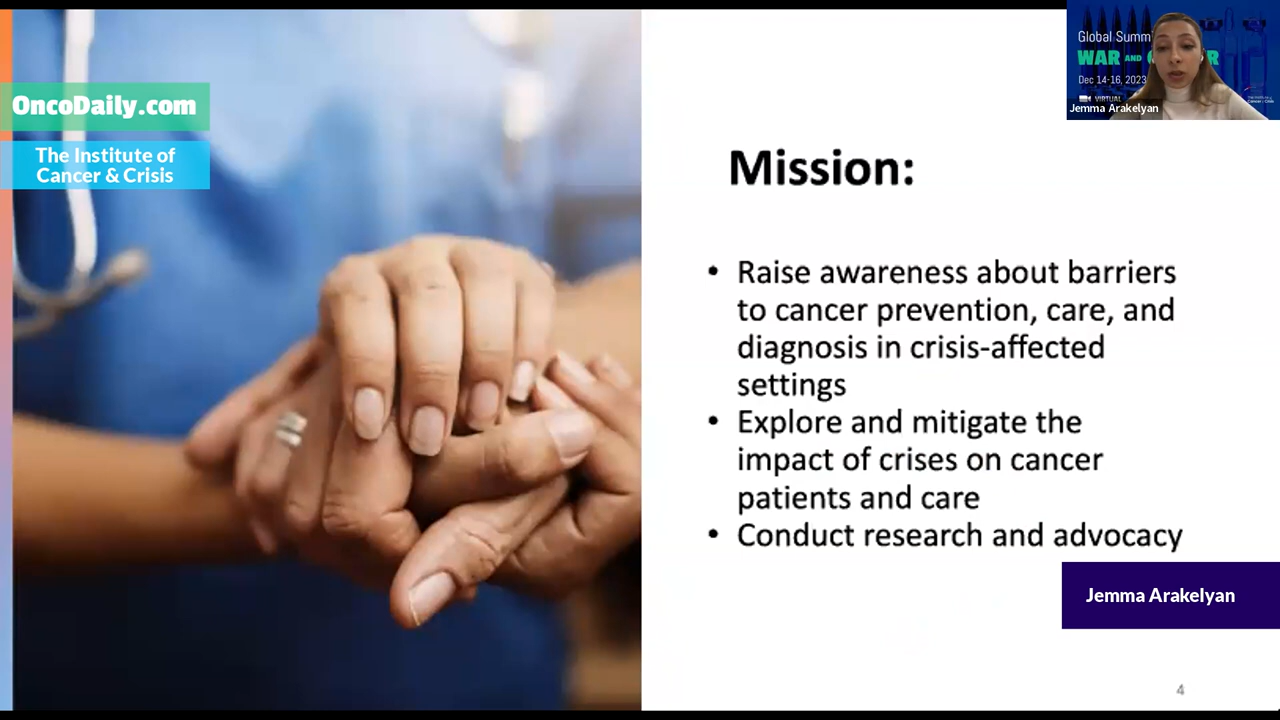 OncoDaily.com
The Institute of
Cancer & Crisis
Mission:
• Raise awareness about barriers
to cancer prevention, care, and
diagnosis in crisis-affected
settings
• Explore and mitigate the
impact of crises on cancer
patients and care
• Conduct research and advocacy
Global Summi
WAR AND
Dec 14-16, 2023
VIRTUAL
Jemma Arakelyan
Jemma Arakelyan
4